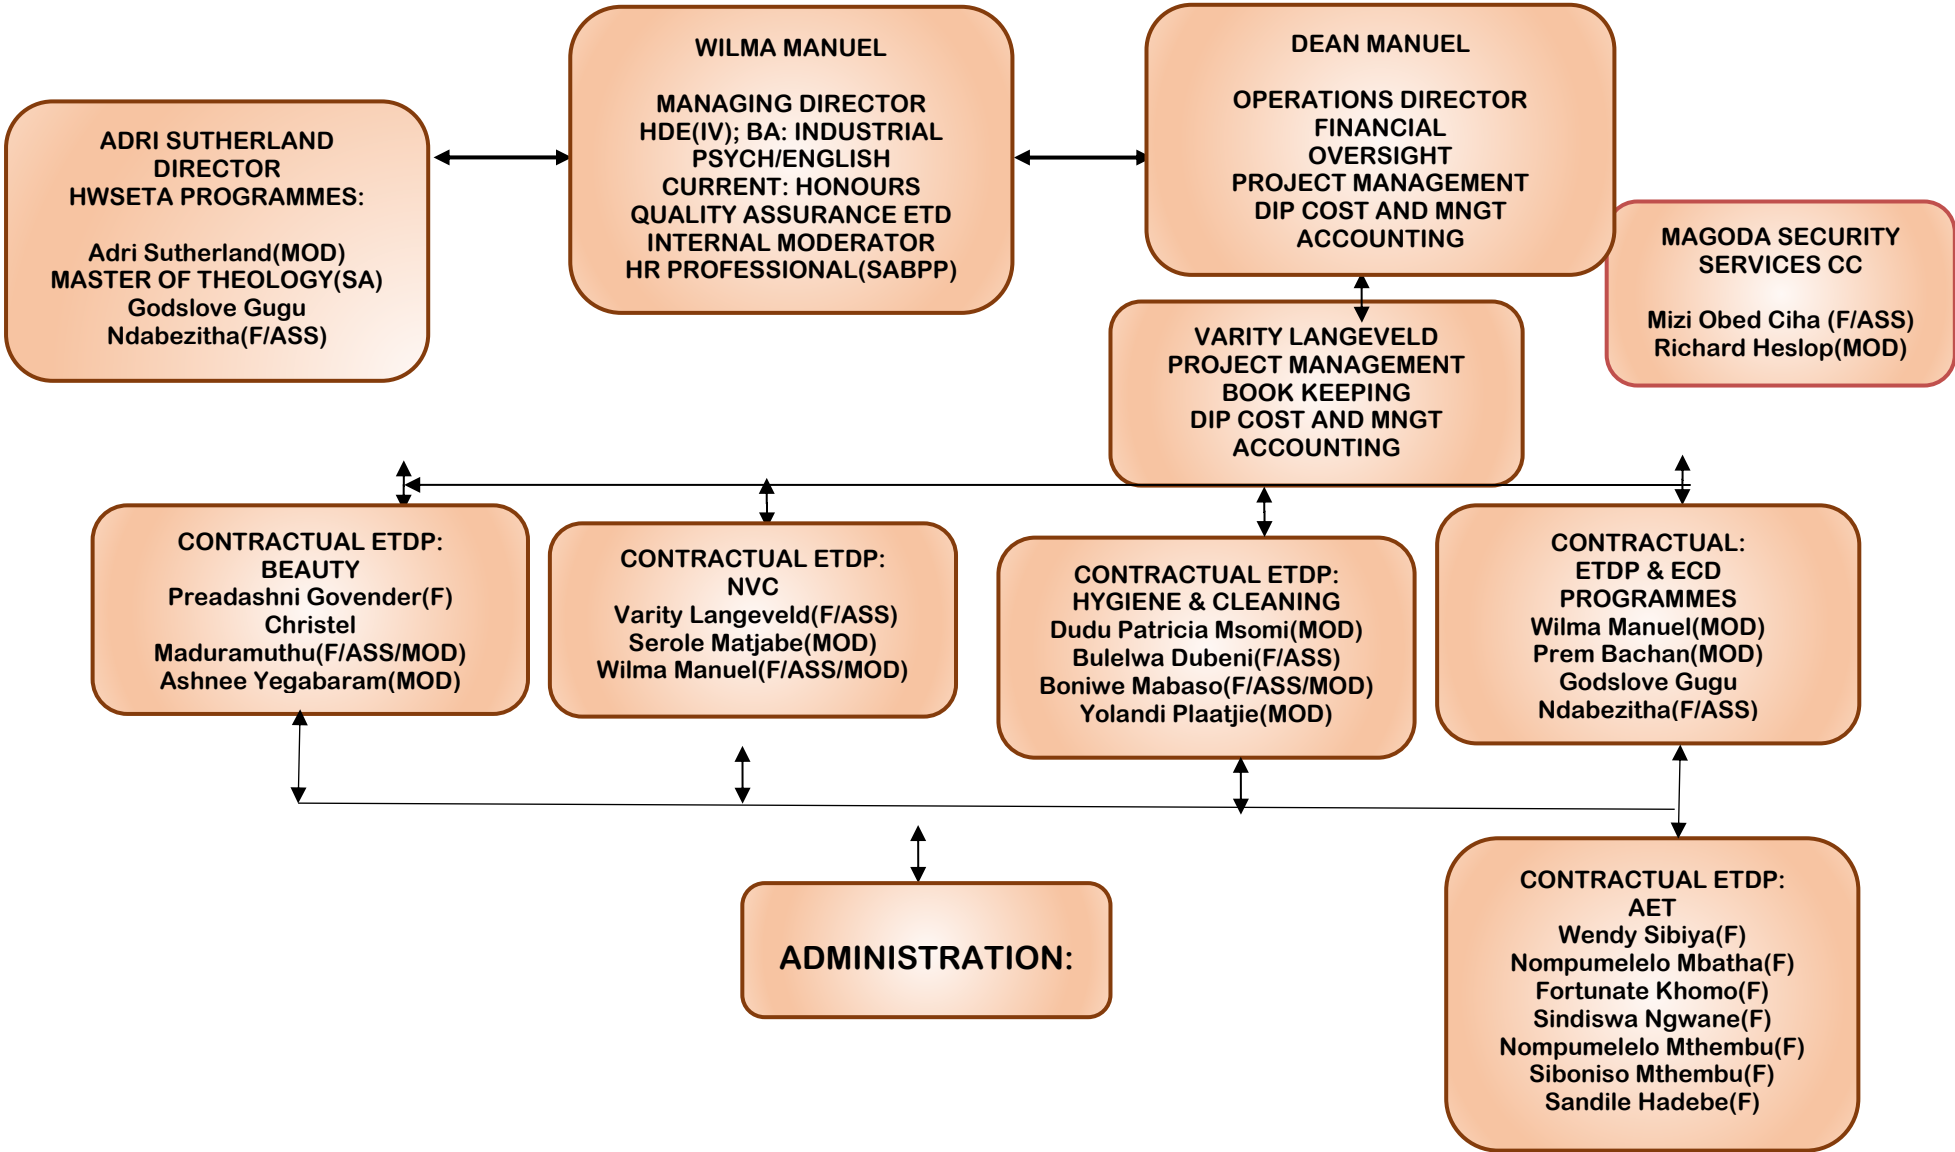 ADRI SUTHERLAND
DIRECTOR
HWSETA PROGRAMMES:
Adri Sutherland(MOD)
MASTER OF THEOLOGY(SA)
Godslove Gugu
Ndabezitha(F/ASS)
WILMA MANUEL
MANAGING DIRECTOR
HDE(IV); BA: INDUSTRIAL
PSYCH/ENGLISH
CURRENT: HONOURS
QUALITY ASSURANCE ETD
INTERNAL MODERATOR
HR PROFESSIONAL(SABPP)
DEAN MANUEL
OPERATIONS DIRECTOR
FINANCIAL
OVERSIGHT
PROJECT MANAGEMENT
DIP COST AND MNGT
ACCOUNTING
MAGODA SECURITY
SERVICES CC
Mizi Obed Ciha (F/ASS)
Richard Heslop(MOD)
VARITY LANGEVELD
PROJECT MANAGEMENT
BOOK KEEPING
DIP COST AND MNGT
ACCOUNTING
CONTRACTUAL ETDP:
BEAUTY
Preadashni Govender(F)
Christel
Maduramuthu(F/ASS/MOD)
Ashnee Yegabaram(MOD)
CONTRACTUAL ETDP:
NVC
Varity Langeveld(F/ASS)
Serole Matjabe(MOD)
Wilma Manuel(F/ASS/MOD)
CONTRACTUAL ETDP:
HYGIENE & CLEANING
Dudu Patricia Msomi(MOD)
Bulelwa Dubeni(F/ASS)
Boniwe Mabaso(F/ASS/MOD)
Yolandi Plaatjie(MOD)
CONTRACTUAL:
ETDP & ECD
PROGRAMMES
Wilma Manuel(MOD)
Prem Bachan(MOD)
Godslove Gugu
Ndabezitha(F/ASS)
ADMINISTRATION:
CONTRACTUAL ETDP:
AET
Wendy Sibiya(F)
Nompumelelo Mbatha(F)
Fortunate Khomo(F)
Sindiswa Ngwane(F)
Nompumelelo Mthembu(F)
Siboniso Mthembu(F)
Sandile Hadebe(F)